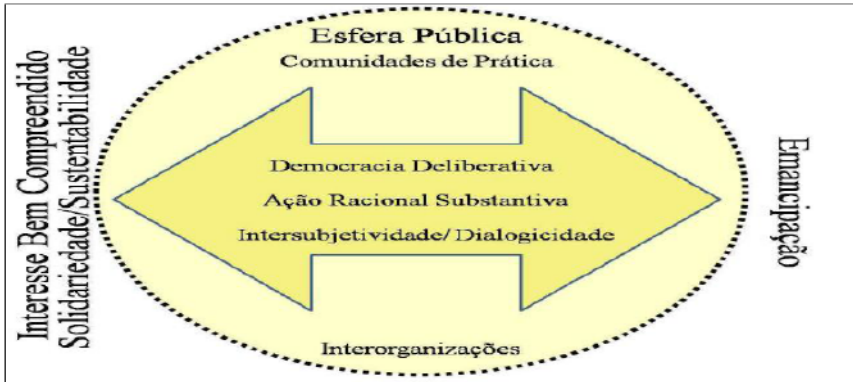 Interesse Bem Compreendido
Solidariedade/Sustentabilidade
Esfera Pública
Comunidades de Prática
Democracia Deliberativa
Ação Racional Substantiva
Intersubjetividade/ Dialogicidade
Interorganizações
Emancipação